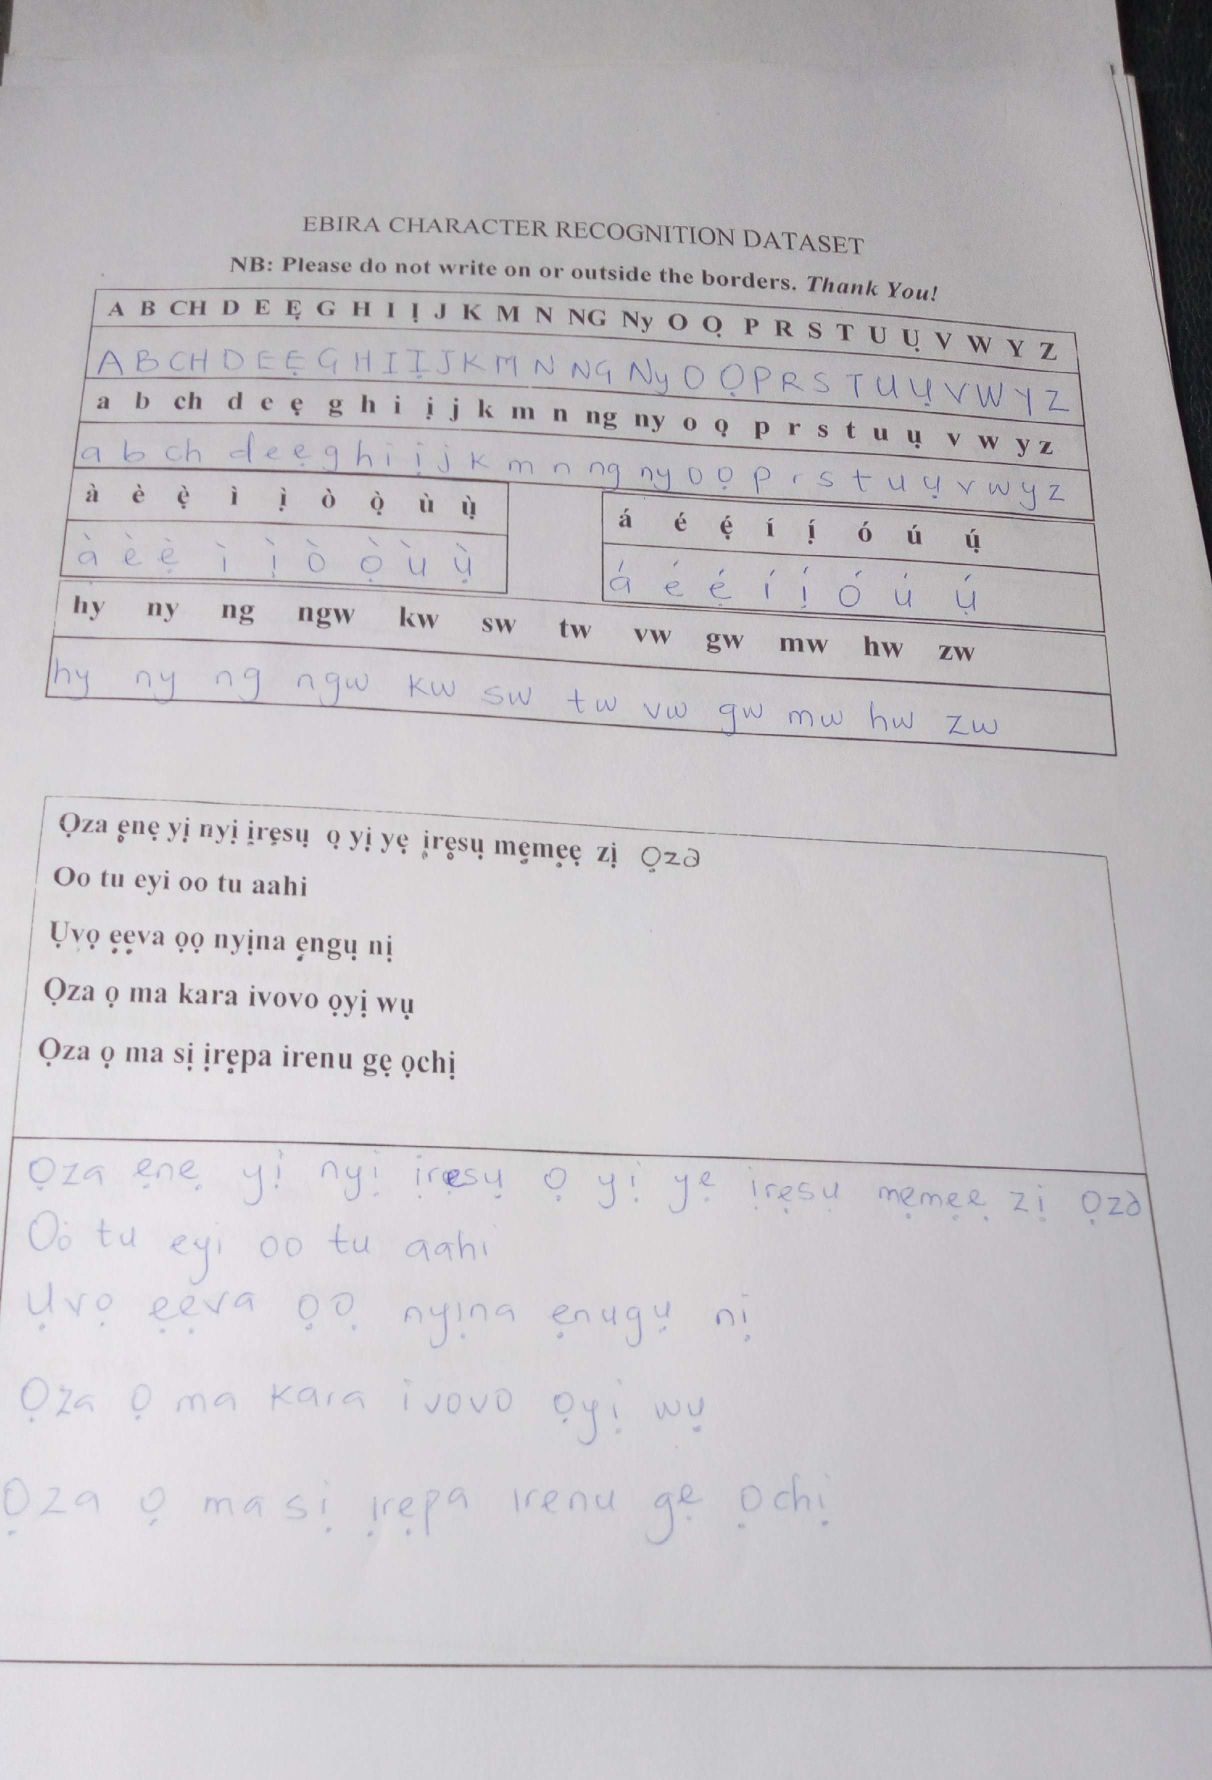 EBIRA CHARACTER RECOGNITION DATASET
NB: Please do not write on or outside the borders. Thank You!
A B CH D E Ẹ G H I Ị J K M N NG Ny O Ọ P R S T U Ụ V W Y Z
A B CH D E Ẹ G H I Ị J K M N NG Ny O Ọ P R S T U Ụ V W Y Z
a b ch d e ẹ g h i ị j k m n ng ny o ọ p r s t u ụ v w y z
a b ch d e ẹ g h i ị j k m n ng ny o ọ p r s t u ụ v w y z
à è ẹ̀ ì ị̀ ò ọ̀ ù ụ̀
à è ẹ̀ ì ị̀ ò ọ̀ ù ụ̀
á é ẹ́ í ị́ ó ú ụ́
á é ẹ́ í ị́ ó ú ụ́
hy ny ng ngw kw sw tw vw gw mw hw zw
hy ny ng ngw kw sw tw vw gw mw hw zw
Ọza ẹnẹ yị nyị ịrẹsụ ọ yị yẹ ịrẹsụ mẹmẹẹ zị Ọzə
Oo tu eyi oo tu aahi
Ụvọ ẹẹva ọọ nyịna ẹngụ nị
Ọza ọ ma kara ivovo ọyị wụ
Ọza ọ ma sị ịrẹpa irenu gẹ ọchị
Ọza ẹnẹ yị nyị ịrẹsụ ọ yị yẹ ịrẹsụ mẹmẹẹ zị Ọzə
Oo tu eyi oo tu aahi
Ụvọ ẹẹva ọọ nyịna ẹnugụ nị
Ọza ọ ma kara ivovo ọyị wụ
Ọza ọ ma sị ịrẹpa irenu gẹ ọchị